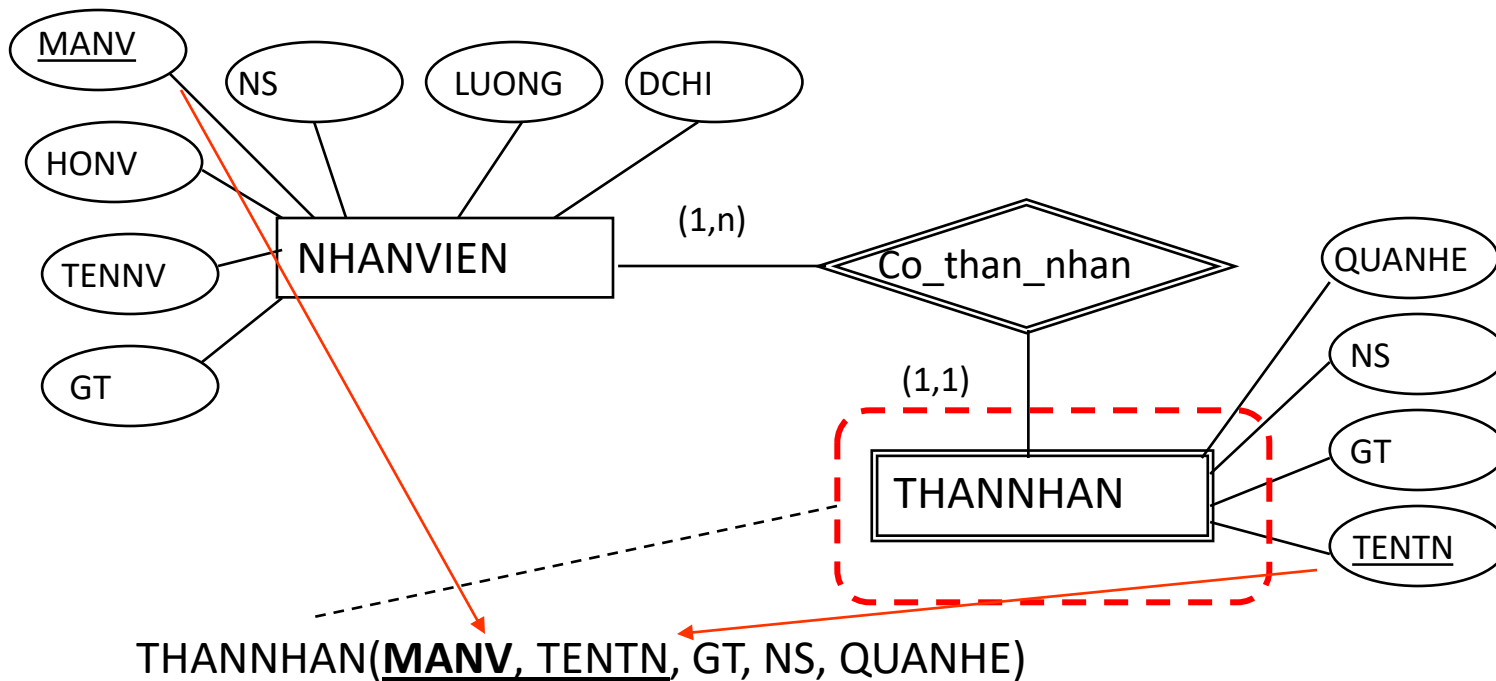 MANV
NS
LUONG
DCHI
HONV
TENNV
GT
NHANVIEN
(1,n)
Co_than_nhan
QUANHE
NS
GT
TENTN
(1,1)
THANNHAN
THANNHAN(MANV, TENTN, GT, NS, QUANHE)